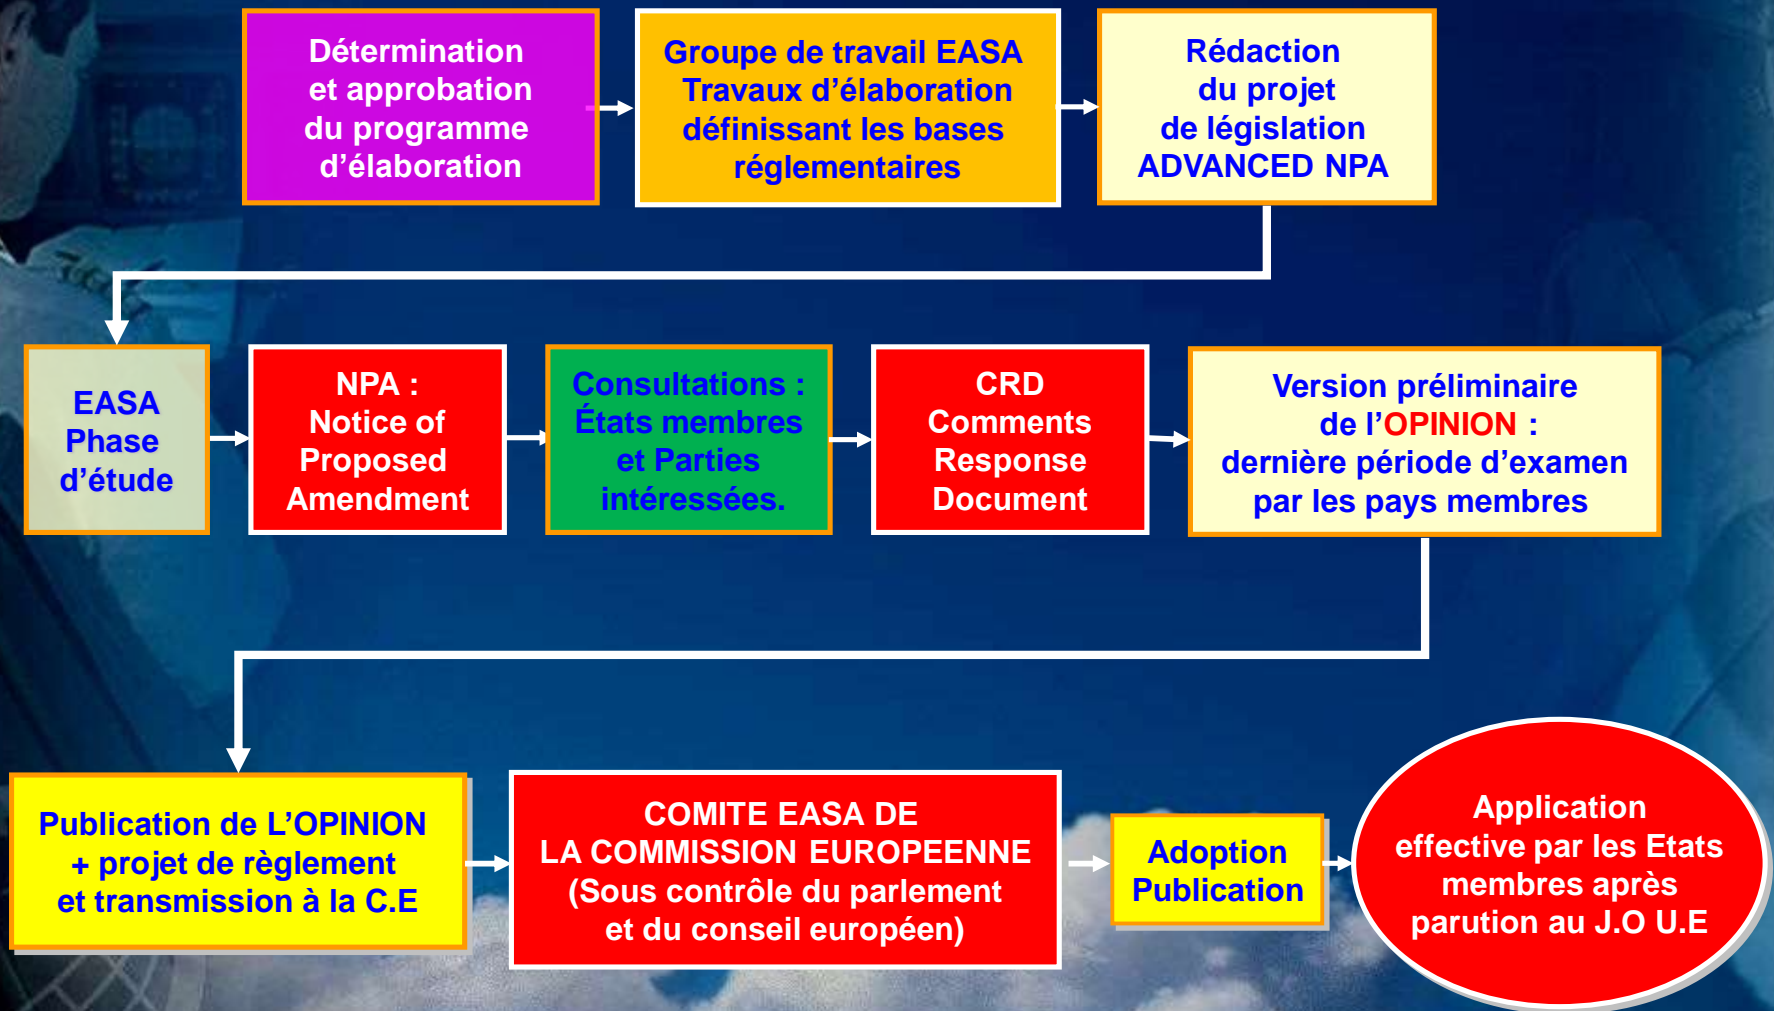 Détermination
et approbation
du programme
d’élaboration
Groupe de travail EASA
Travaux d’élaboration
définissant les bases
réglementaires
Rédaction
du projet
de législation
ADVANCED NPA
EASA
Phase
d’étude
NPA :
Notice of
Proposed
Amendment
Consultations :
États membres
et Parties
intéressées.
CRD
Comments
Response
Document
Version préliminaire
de l’OPINION :
dernière période d’examen
par les pays membres
Publication de L’OPINION
+ projet de règlement
et transmission à la C.E
COMITE EASA DE
LA COMMISSION EUROPEENNE
(Sous contrôle du parlement
et du conseil européen)
Adoption
Publication
Application
effective par les Etats
membres après
parution au J.O U.E